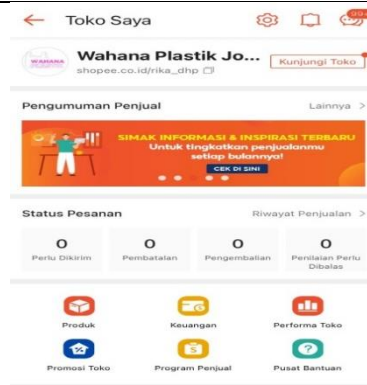 Toko Saya
99+
WAHANA
Wahana Plastik Jo...
shopee.co.id/rika_dhp
Kunjungi Toko
Pengumuman Penjual
Lainnya >
SIMAK INFORMASI & INSPIRASI TERBARU
Untuk tingkatkan penjualanmu
setiap bulannya!
CEK DI SINI
Status Pesanan
Riwayat Penjualan >
0 0 0 0
Perlu Dikirim Pembatalan Pengembalian Penilaian Perlu
Dibalas
Produk Keuangan Performa Toko
Promosi Toko Program Penjual Pusat Bantuan